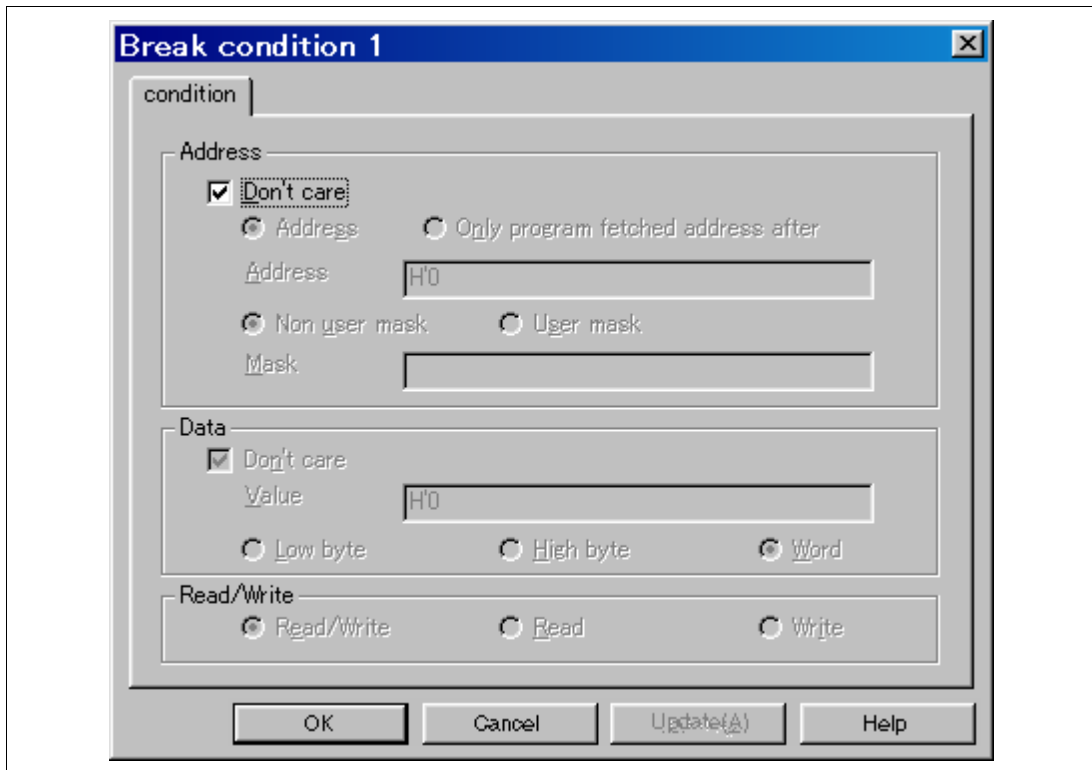 Break condition 1
condition
Address
Don't care
Address Only program fetched address after
Address H'0
Non user mask User mask
Mask
Data
Don't care
Value H'0
Low byte High byte Word
Read/Write
Read/Write Read Write
OK Cancel Update(A) Help